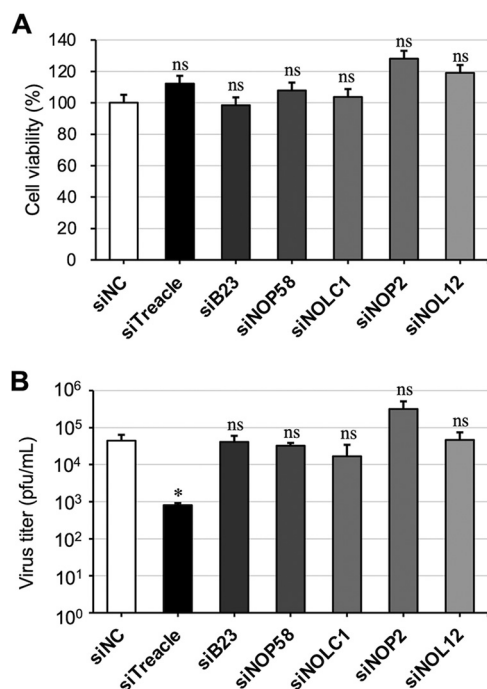 A
Cell viability (%)
140
120
100
80
60
40
20
0
ns
ns
ns
ns
ns
ns
siNC
siTreacle
siB23
siNOP58
siNOLC1
siNOP2
siNOL12
B
Virus titer (pfu/mL)
10⁶
10⁵
10⁴
10³
10²
10¹
10⁰
*
ns
ns
ns
ns
ns
siNC
siTreacle
siB23
siNOP58
siNOLC1
siNOP2
siNOL12